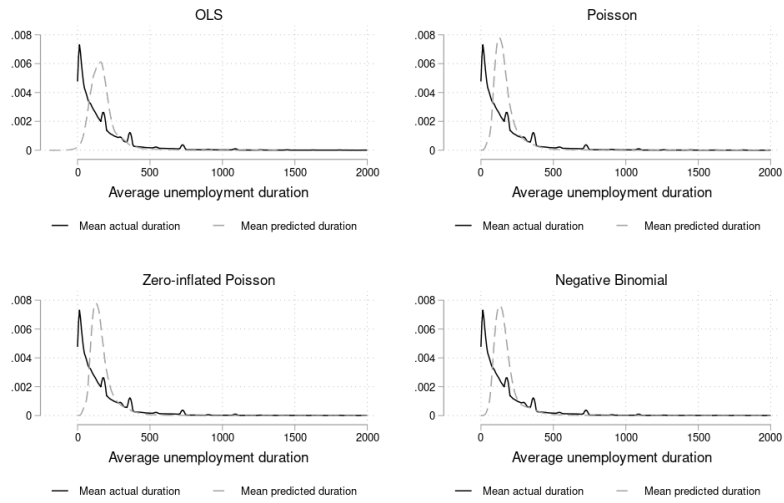 OLS
.008
.006
.004
.002
0
0 500 1000 1500 2000
Average unemployment duration
Mean actual duration Mean predicted duration
Poisson
.008
.006
.004
.002
0
0 500 1000 1500 2000
Average unemployment duration
Mean actual duration Mean predicted duration
Zero-inflated Poisson
.008
.006
.004
.002
0
0 500 1000 1500 2000
Average unemployment duration
Mean actual duration Mean predicted duration
Negative Binomial
.008
.006
.004
.002
0
0 500 1000 1500 2000
Average unemployment duration
Mean actual duration Mean predicted duration